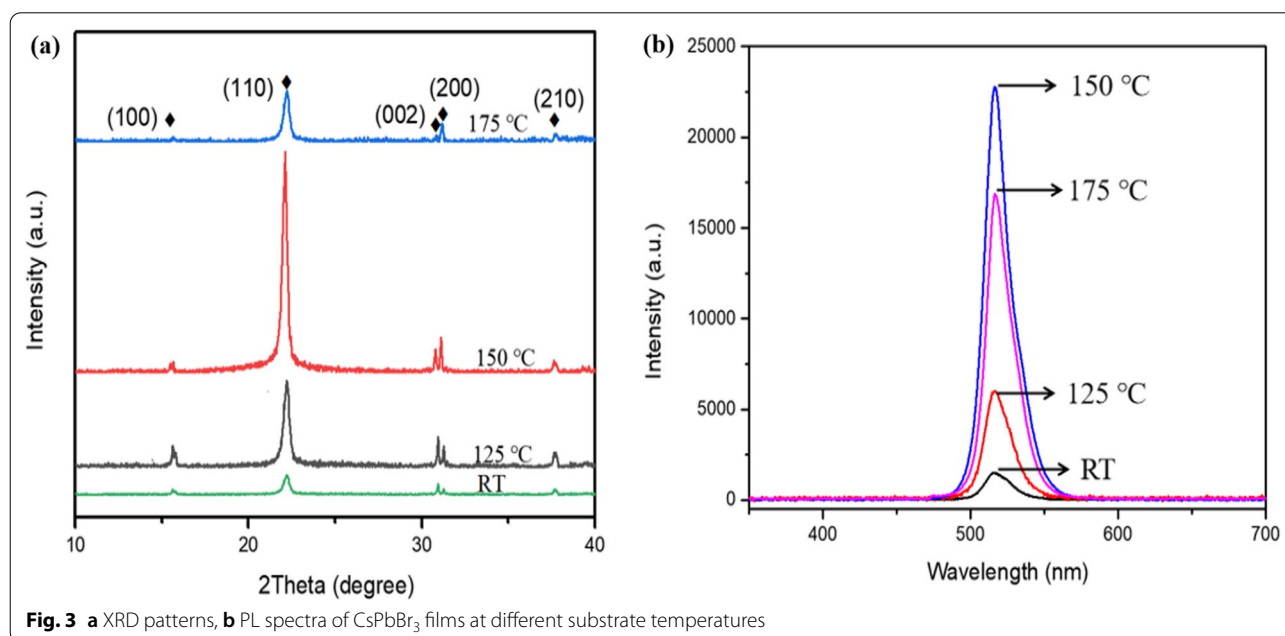 (a)
(100)
(110)
(002)
(200)
(210)
175 °C
150 °C
125 °C
RT
Intensity (a.u.)
10
20
30
40
2Theta (degree)
(b)
25000
20000
15000
10000
5000
0
Intensity (a.u.)
150 °C
175 °C
125 °C
RT
400
500
600
700
Wavelength (nm)
Fig. 3 a XRD patterns, b PL spectra of CsPbBr₃ films at different substrate temperatures